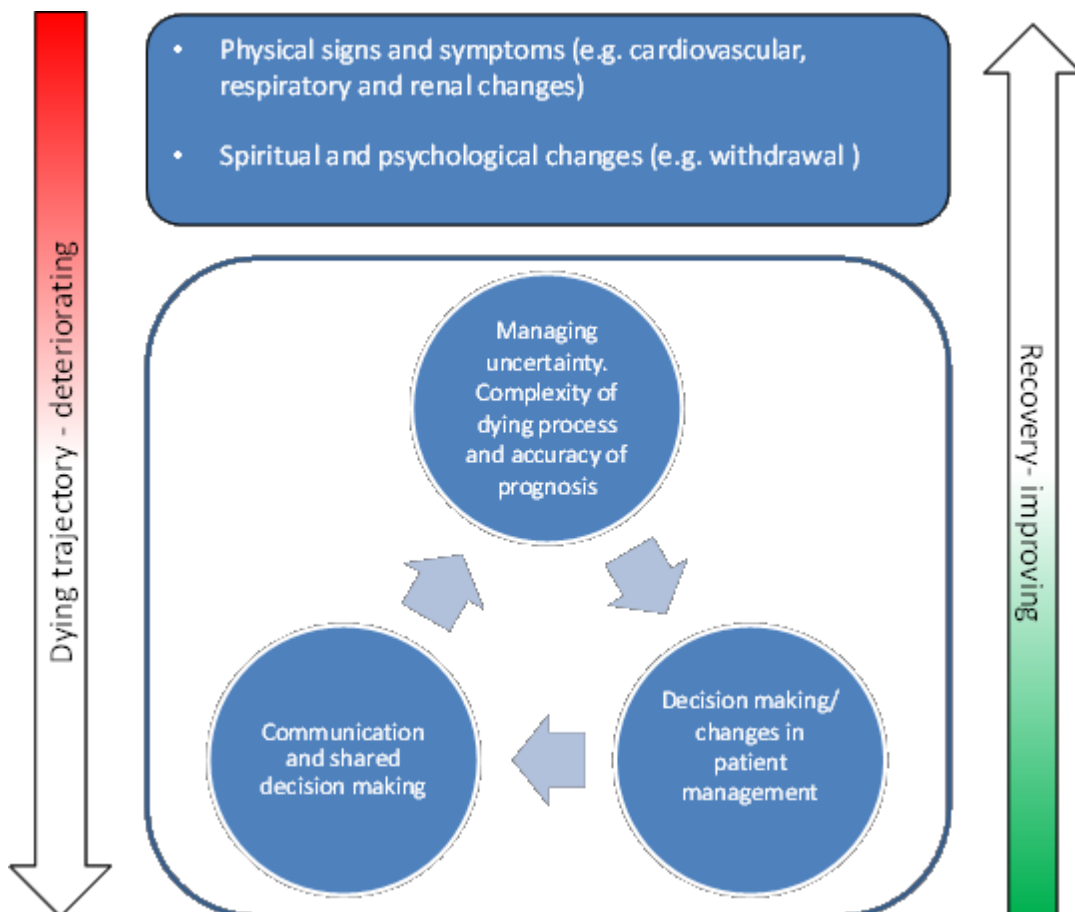 • Physical signs and symptoms (e.g. cardiovascular,
respiratory and renal changes)
• Spiritual and psychological changes (e.g. withdrawal )
Dying trajectory - deteriorating
Recovery- improving
Managing
uncertainty.
Complexity of
dying process
and accuracy of
prognosis
Decision making/
changes in
patient
management
Communication
and shared
decision making